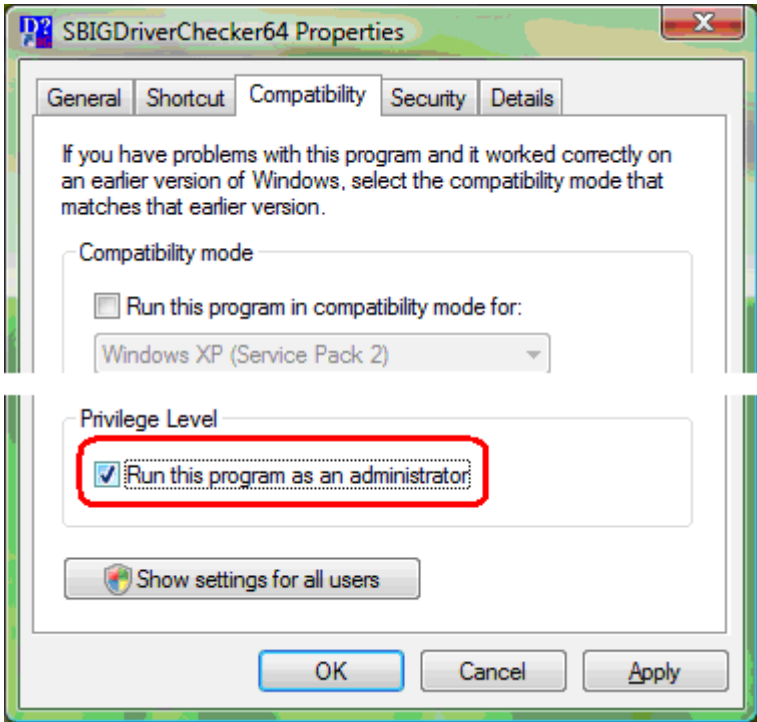 D?
SBIGDriverChecker64 Properties
General Shortcut Compatibility Security Details
If you have problems with this program and it worked correctly on
an earlier version of Windows, select the compatibility mode that
matches that earlier version.
Compatibility mode
Run this program in compatibility mode for:
Windows XP (Service Pack 2)
Privilege Level
Run this program as an administrator
Show settings for all users
OK Cancel Apply